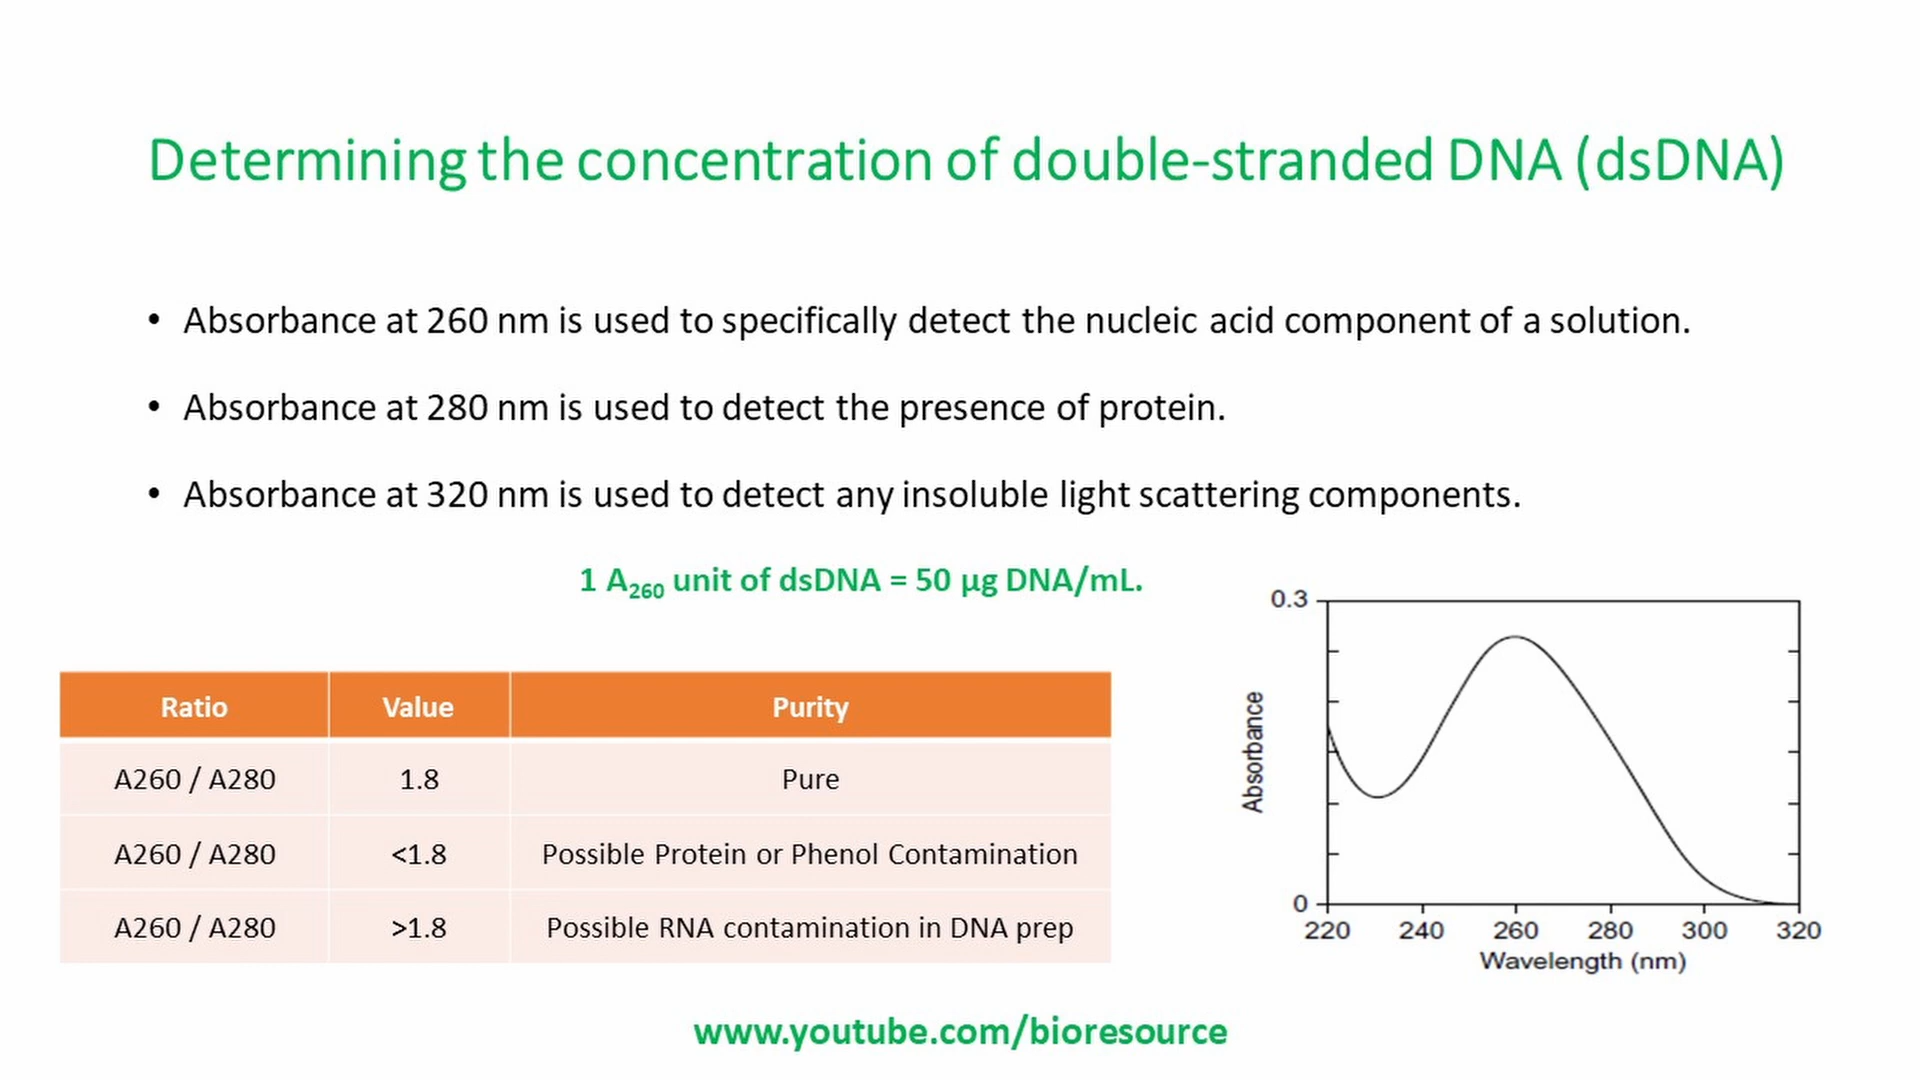 Determining the concentration of double-stranded DNA (dsDNA)
• Absorbance at 260 nm is used to specifically detect the nucleic acid component of a solution.
• Absorbance at 280 nm is used to detect the presence of protein.
• Absorbance at 320 nm is used to detect any insoluble light scattering components.
1 A260 unit of dsDNA = 50 µg DNA/mL.
Ratio Value Purity
A260 / A280 1.8 Pure
A260 / A280 <1.8 Possible Protein or Phenol Contamination
A260 / A280 >1.8 Possible RNA contamination in DNA prep
0.3
Absorbance
0
220 240 260 280 300 320
Wavelength (nm)
www.youtube.com/bioresource